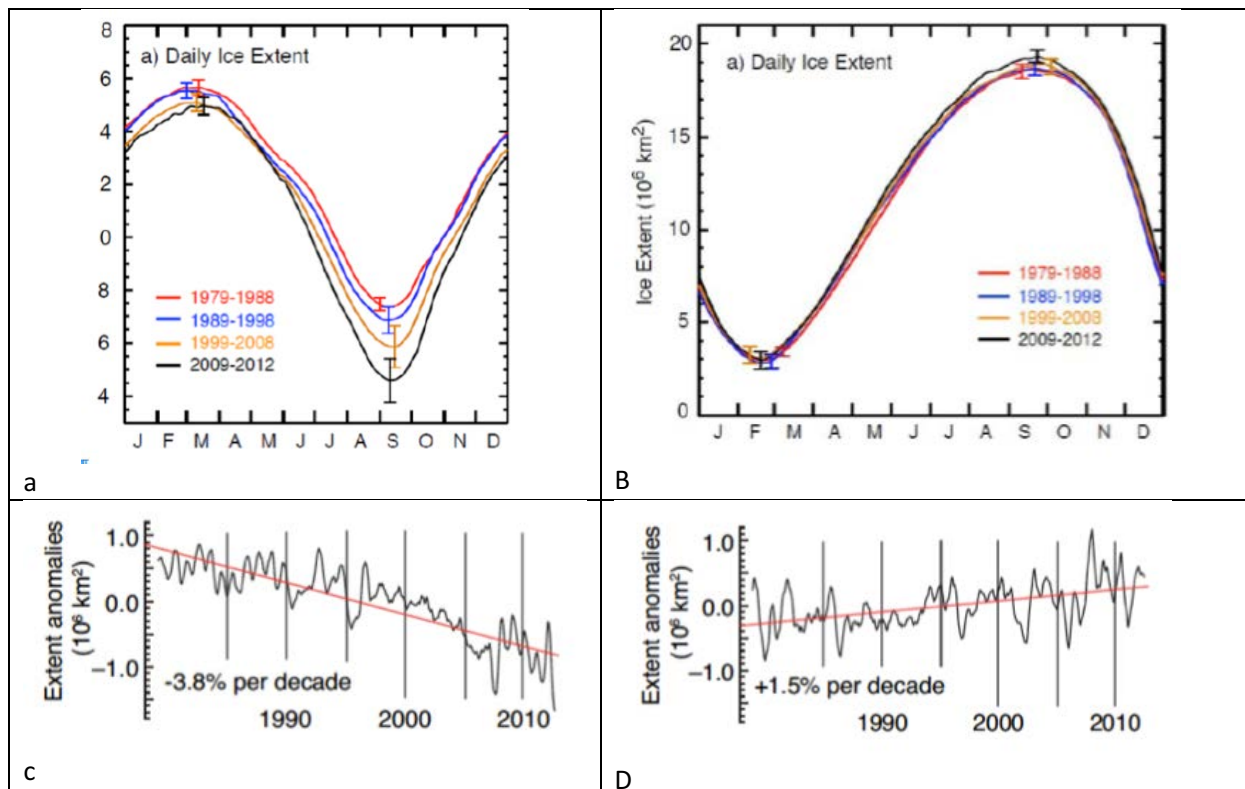 a) Daily Ice Extent
8
6
4
2
0
8
6
4
1979-1988
1989-1998
1999-2008
2009-2012
J F M A M J J A S O N D
a
a) Daily Ice Extent
Ice Extent (10⁶ km²)
20
15
10
5
0
1979-1988
1989-1998
1999-2008
2009-2012
J F M A M J J A S O N D
B
Extent anomalies
(10⁶ km²)
1.0
0.0
−1.0
-3.8% per decade
1990 2000 2010
c
Extent anomalies
(10⁶ km²)
1.0
0.0
−1.0
+1.5% per decade
1990 2000 2010
D